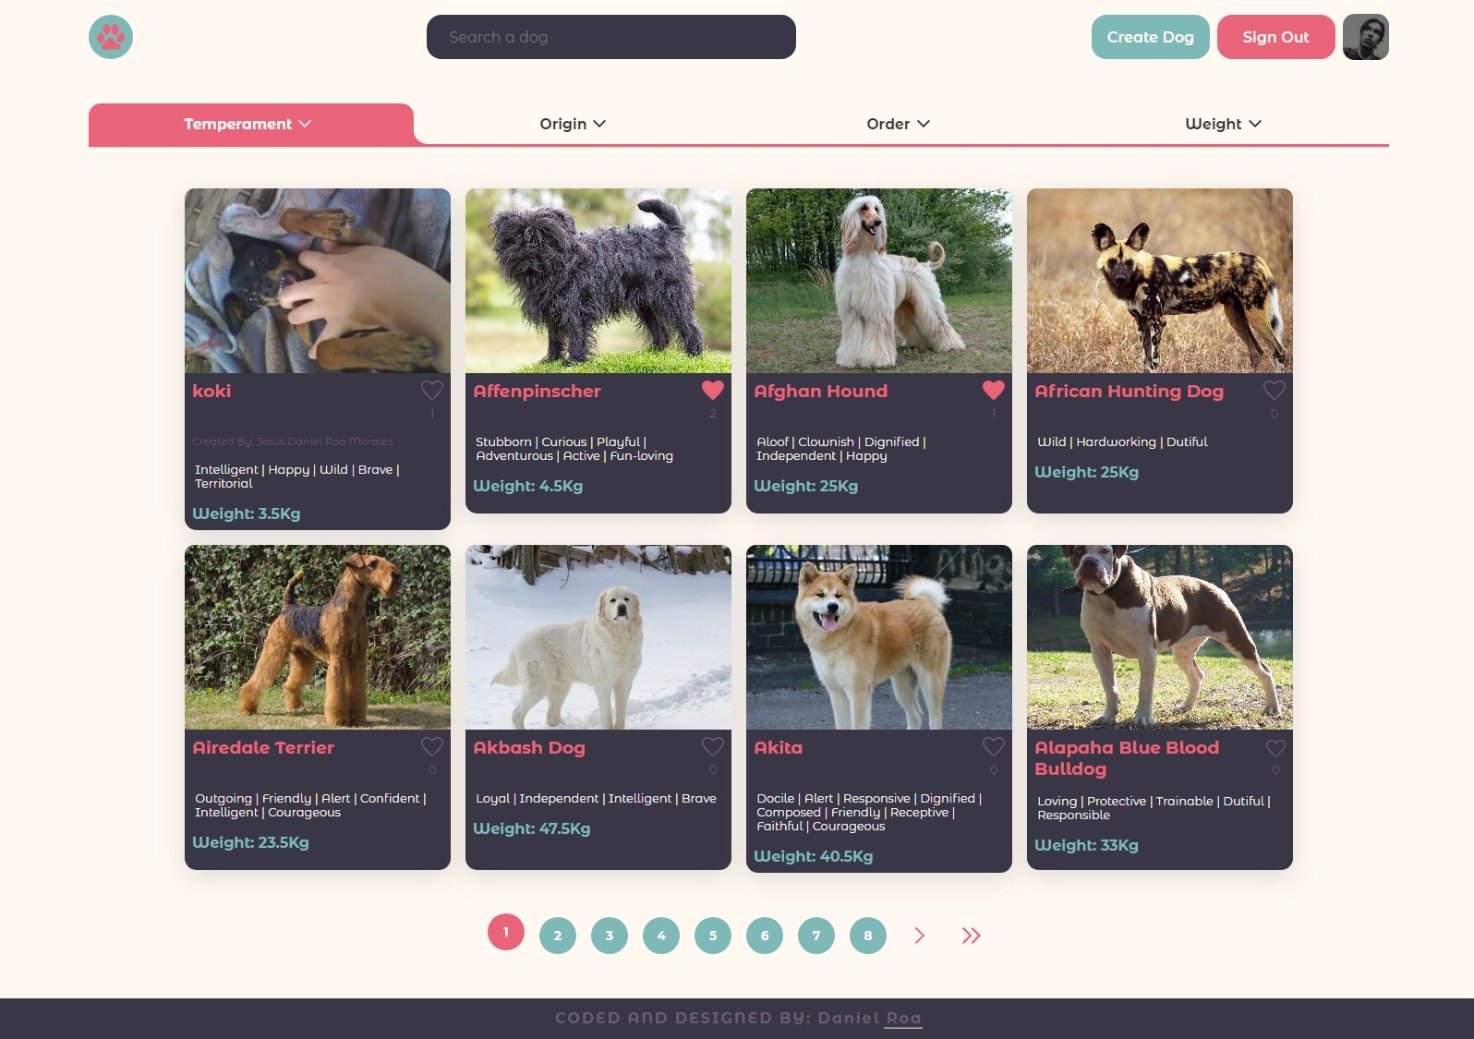 Search a dog
Create Dog
Sign Out
Temperament
Origin
Order
Weight
koki
1
Created By: Jesús Daniel Roa Morales
Intelligent | Happy | Wild | Brave |
Territorial
Weight: 3.5Kg
Affenpinscher
2
Stubborn | Curious | Playful |
Adventurous | Active | Fun-loving
Weight: 4.5Kg
Afghan Hound
1
Aloof | Clownish | Dignified |
Independent | Happy
Weight: 25Kg
African Hunting Dog
0
Wild | Hardworking | Dutiful
Weight: 25Kg
Airedale Terrier
0
Outgoing | Friendly | Alert | Confident |
Intelligent | Courageous
Weight: 23.5Kg
Akbash Dog
0
Loyal | Independent | Intelligent | Brave
Weight: 47.5Kg
Akita
0
Docile | Alert | Responsive | Dignified |
Composed | Friendly | Receptive |
Faithful | Courageous
Weight: 40.5Kg
Alapaha Blue Blood
Bulldog
0
Loving | Protective | Trainable | Dutiful |
Responsible
Weight: 33Kg
1 2 3 4 5 6 7 8
CODED AND DESIGNED BY: Daniel Roa